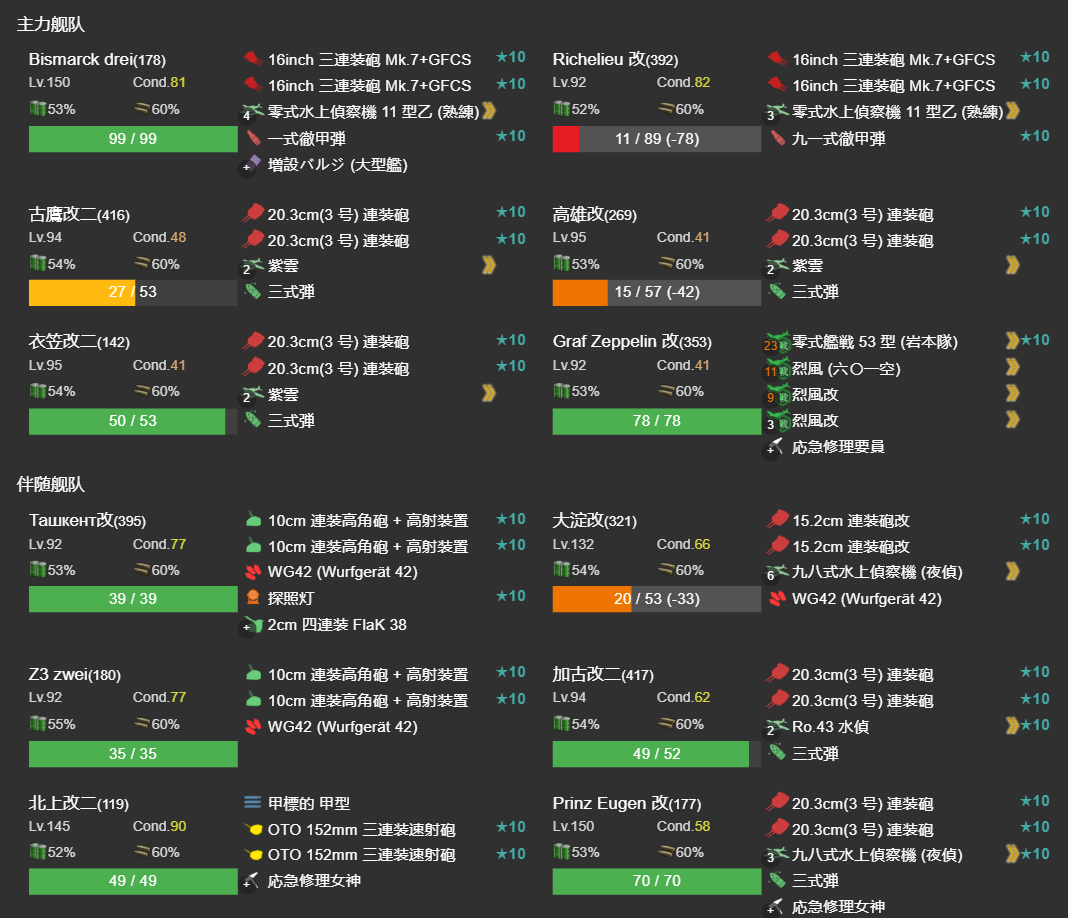 主力舰队
Bismarck drei(178)
Lv.150 Cond.81
53% 60%
99 / 99
16inch 三連装砲 Mk.7+GFCS ★10
16inch 三連装砲 Mk.7+GFCS ★10
4 零式水上偵察機 11 型乙 (熟練)
一式徹甲弾 ★10
+ 増設バルジ (大型艦)
Richelieu 改(392)
Lv.92 Cond.82
52% 60%
11 / 89 (-78)
16inch 三連装砲 Mk.7+GFCS ★10
16inch 三連装砲 Mk.7+GFCS ★10
3 零式水上偵察機 11 型乙 (熟練)
九一式徹甲弾 ★10
古鷹改二(416)
Lv.94 Cond.48
54% 60%
27 / 53
20.3cm(3 号) 連装砲 ★10
20.3cm(3 号) 連装砲 ★10
2 紫雲
三式弾
高雄改(269)
Lv.95 Cond.41
53% 60%
15 / 57 (-42)
20.3cm(3 号) 連装砲 ★10
20.3cm(3 号) 連装砲 ★10
2 紫雲
三式弾
衣笠改二(142)
Lv.95 Cond.41
54% 60%
50 / 53
20.3cm(3 号) 連装砲 ★10
20.3cm(3 号) 連装砲 ★10
2 紫雲
三式弾
Graf Zeppelin 改(353)
Lv.92 Cond.41
53% 60%
78 / 78
23 零式艦戦 53 型 (岩本隊) ★10
11 烈風 (六〇一空)
9 烈風改
3 烈風改
+ 応急修理要員
伴随舰队
Ташкент改(395)
Lv.92 Cond.77
53% 60%
39 / 39
10cm 連装高角砲 + 高射装置 ★10
10cm 連装高角砲 + 高射装置 ★10
WG42 (Wurfgerät 42)
探照灯 ★10
+ 2cm 四連装 FlaK 38
大淀改(321)
Lv.132 Cond.66
54% 60%
20 / 53 (-33)
15.2cm 連装砲改 ★10
15.2cm 連装砲改 ★10
6 九八式水上偵察機 (夜偵)
WG42 (Wurfgerät 42)
Z3 zwei(180)
Lv.92 Cond.77
55% 60%
35 / 35
10cm 連装高角砲 + 高射装置 ★10
10cm 連装高角砲 + 高射装置 ★10
WG42 (Wurfgerät 42)
加古改二(417)
Lv.94 Cond.62
54% 60%
49 / 52
20.3cm(3 号) 連装砲 ★10
20.3cm(3 号) 連装砲 ★10
2 Ro.43 水偵 ★10
三式弾
北上改二(119)
Lv.145 Cond.90
52% 60%
49 / 49
甲標的 甲型
OTO 152mm 三連装速射砲 ★10
OTO 152mm 三連装速射砲 ★10
+ 応急修理女神
Prinz Eugen 改(177)
Lv.150 Cond.58
53% 60%
70 / 70
20.3cm(3 号) 連装砲 ★10
20.3cm(3 号) 連装砲 ★10
3 九八式水上偵察機 (夜偵) ★10
三式弾
+ 応急修理女神